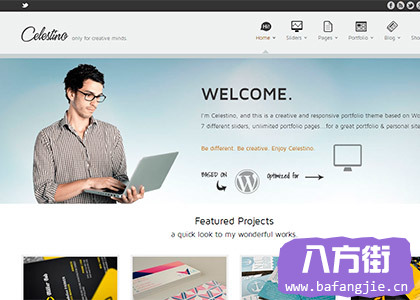 Celestino only for creative minds.
Hi!
Home Sliders Pages Portfolio Blog Sho
WELCOME.
I'm Celestino, and this is a creative and responsive portfolio theme based on Wo
7 different sliders, unlimited portfolio pages... for a great portfolio & personal sit
Be different. Be creative. Enjoy Celestino.
BASED ON
Optimized for
Featured Projects
a quick look to my wonderful works.
八方街
www.bafangjie.cn